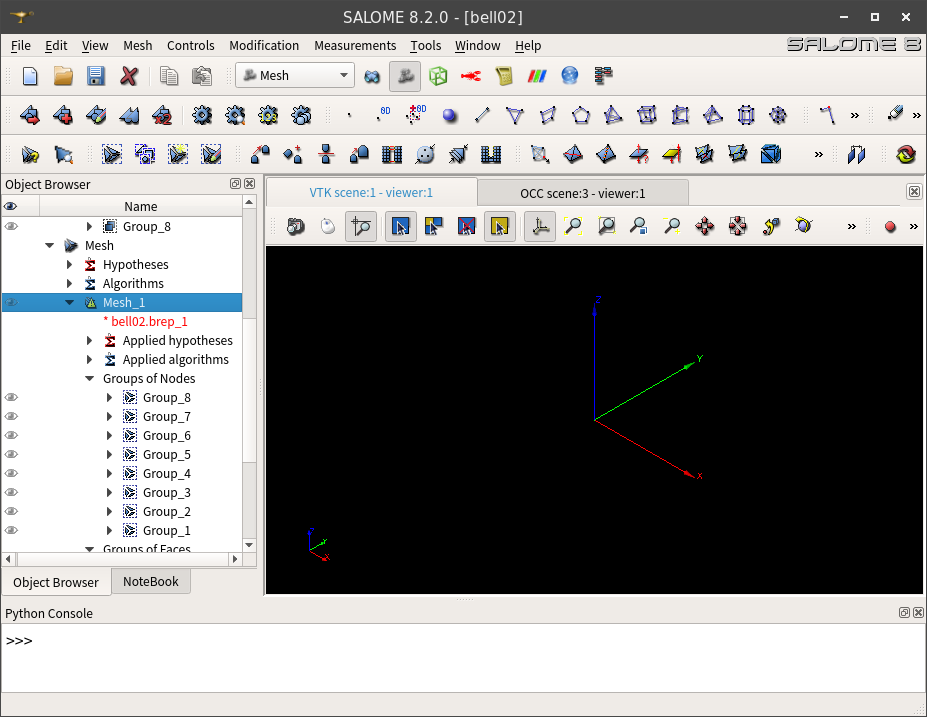 SALOME 8.2.0 - [bell02]
File Edit View Mesh Controls Modification Measurements Tools Window Help
SALOME 8
Mesh
0D
0D
Object Browser
VTK scene:1 - viewer:1
OCC scene:3 - viewer:1
Name
Group_8
Mesh
Hypotheses
Algorithms
Mesh_1
* bell02.brep_1
Applied hypotheses
Applied algorithms
Groups of Nodes
Group_8
Group_7
Group_6
Group_5
Group_4
Group_3
Group_2
Group_1
Groups of Faces
Z
Y
X
Z
Y
X
Object Browser
NoteBook
Python Console
>>>